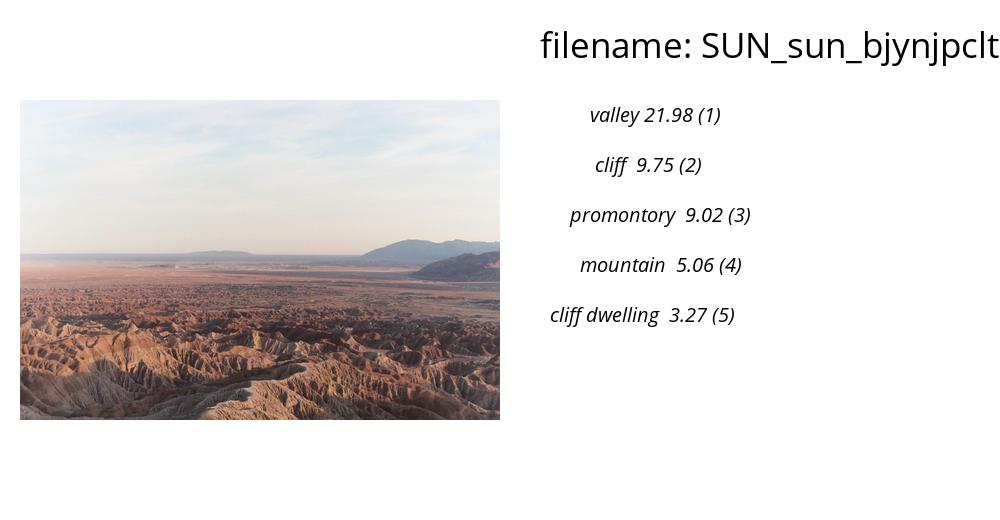 filename: SUN_sun_bjynjpclt
valley 21.98 (1)
cliff 9.75 (2)
promontory 9.02 (3)
mountain 5.06 (4)
cliff dwelling 3.27 (5)